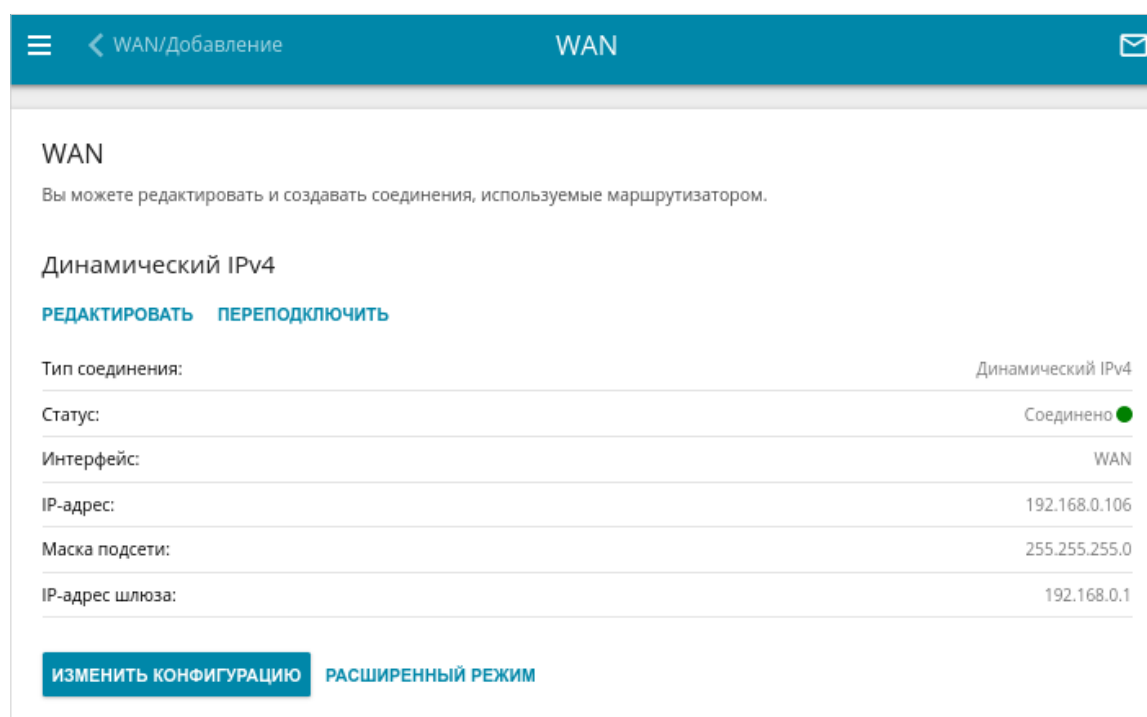 WAN/Добавление
WAN
WAN
Вы можете редактировать и создавать соединения, используемые маршрутизатором.
Динамический IPv4
РЕДАКТИРОВАТЬ ПЕРЕПОДКЛЮЧИТЬ
Тип соединения: Динамический IPv4
Статус: Соединено
Интерфейс: WAN
IP-адрес: 192.168.0.106
Маска подсети: 255.255.255.0
IP-адрес шлюза: 192.168.0.1
ИЗМЕНИТЬ КОНФИГУРАЦИЮ РАСШИРЕННЫЙ РЕЖИМ